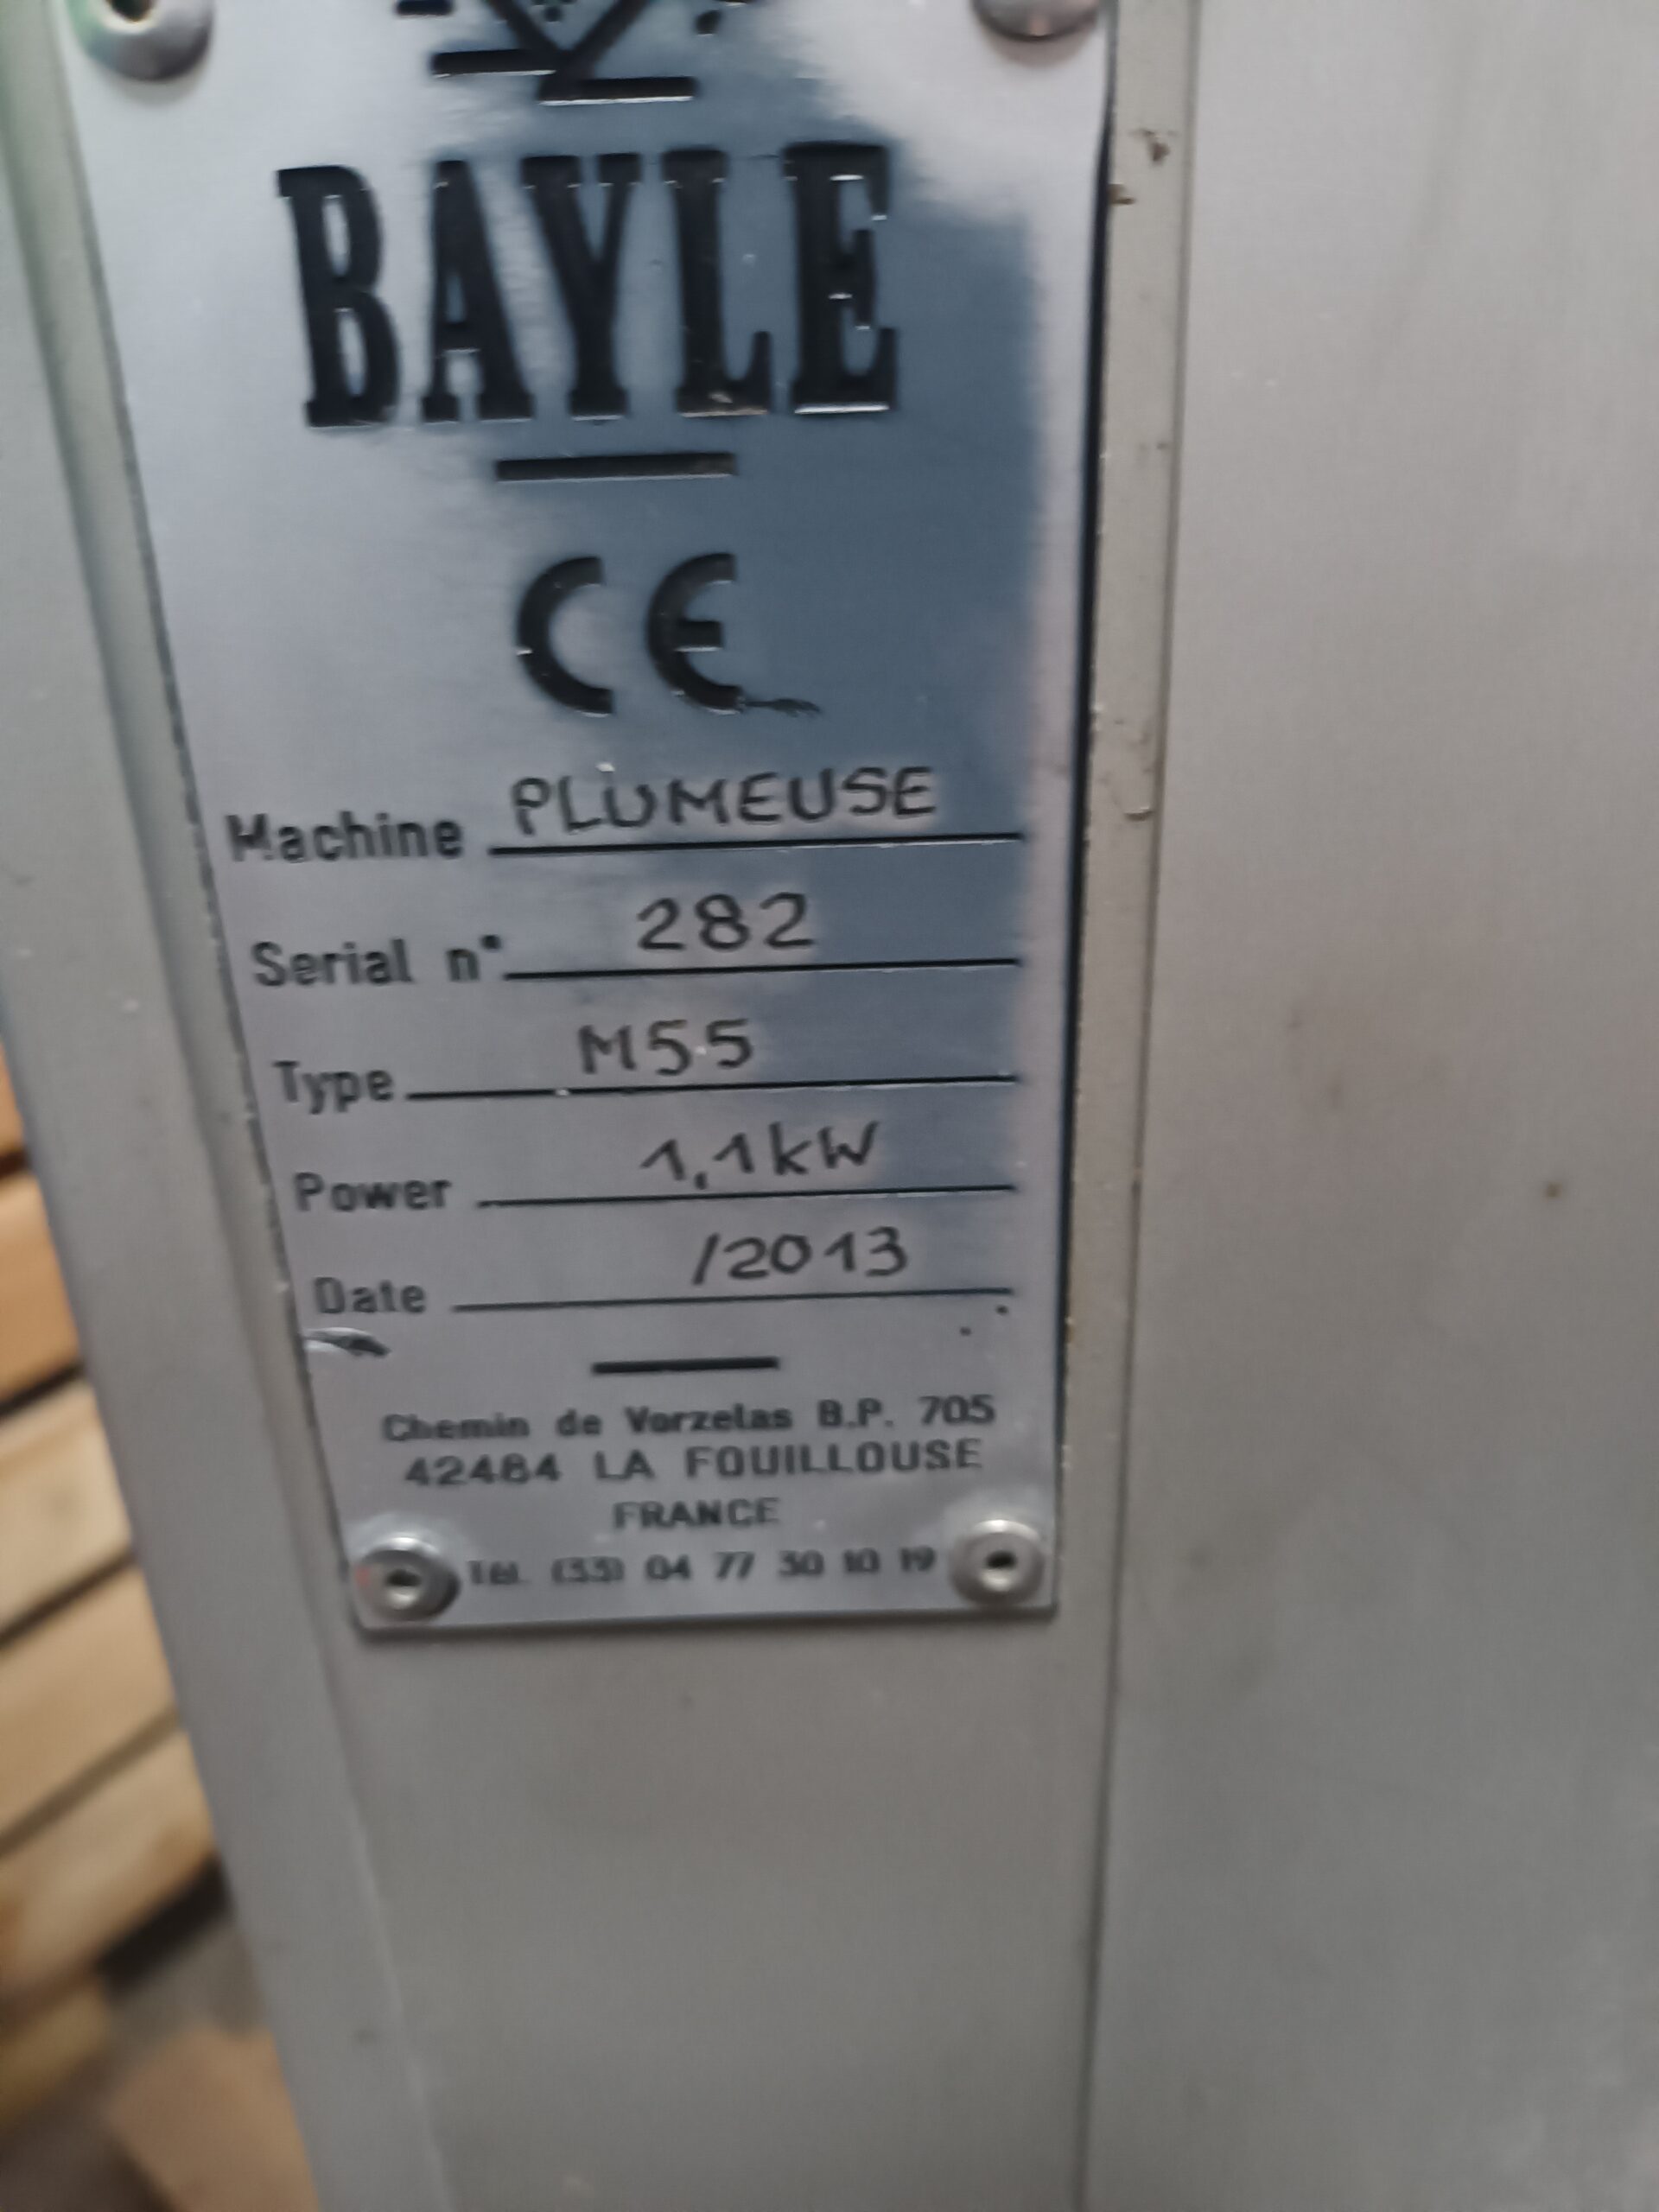 BAYLE
CE
Machine PLUMEUSE
Serial n° 282
Type M55
Power 1,1kW
Date /2013
Chemin de Vorzelas B.P. 705
42484 LA FOUILLOUSE
FRANCE
Tél. (33) 04 77 30 10 19